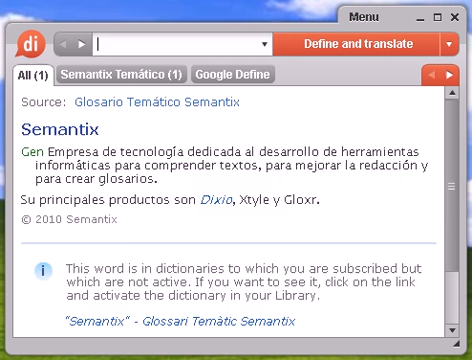 Menu
di
Define and translate
All (1)
Semantix Temático (1)
Google Define
Source: Glosario Temático Semantix
Semantix
Gen Empresa de tecnología dedicada al desarrollo de herramientas
informáticas para comprender textos, para mejorar la redacción y
para crear glosarios.
Su principales productos son Dixio, Xtyle y Gloxr.
© 2010 Semantix
i
This word is in dictionaries to which you are subscribed but
which are not active. If you want to see it, click on the link
and activate the dictionary in your Library.
"Semantix" - Glossari Temàtic Semantix